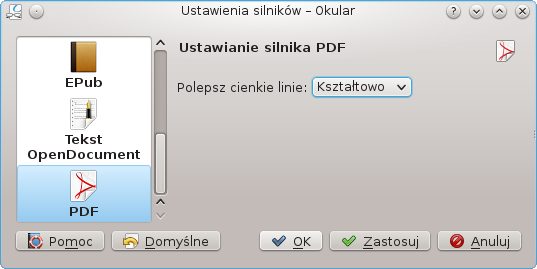 Ustawienia silników – Okular
Ustawianie silnika PDF
EPub
Polepsz cienkie linie: Kształtowo
Tekst
OpenDocument
PDF
Pomoc Domyślne OK Zastosuj Anuluj